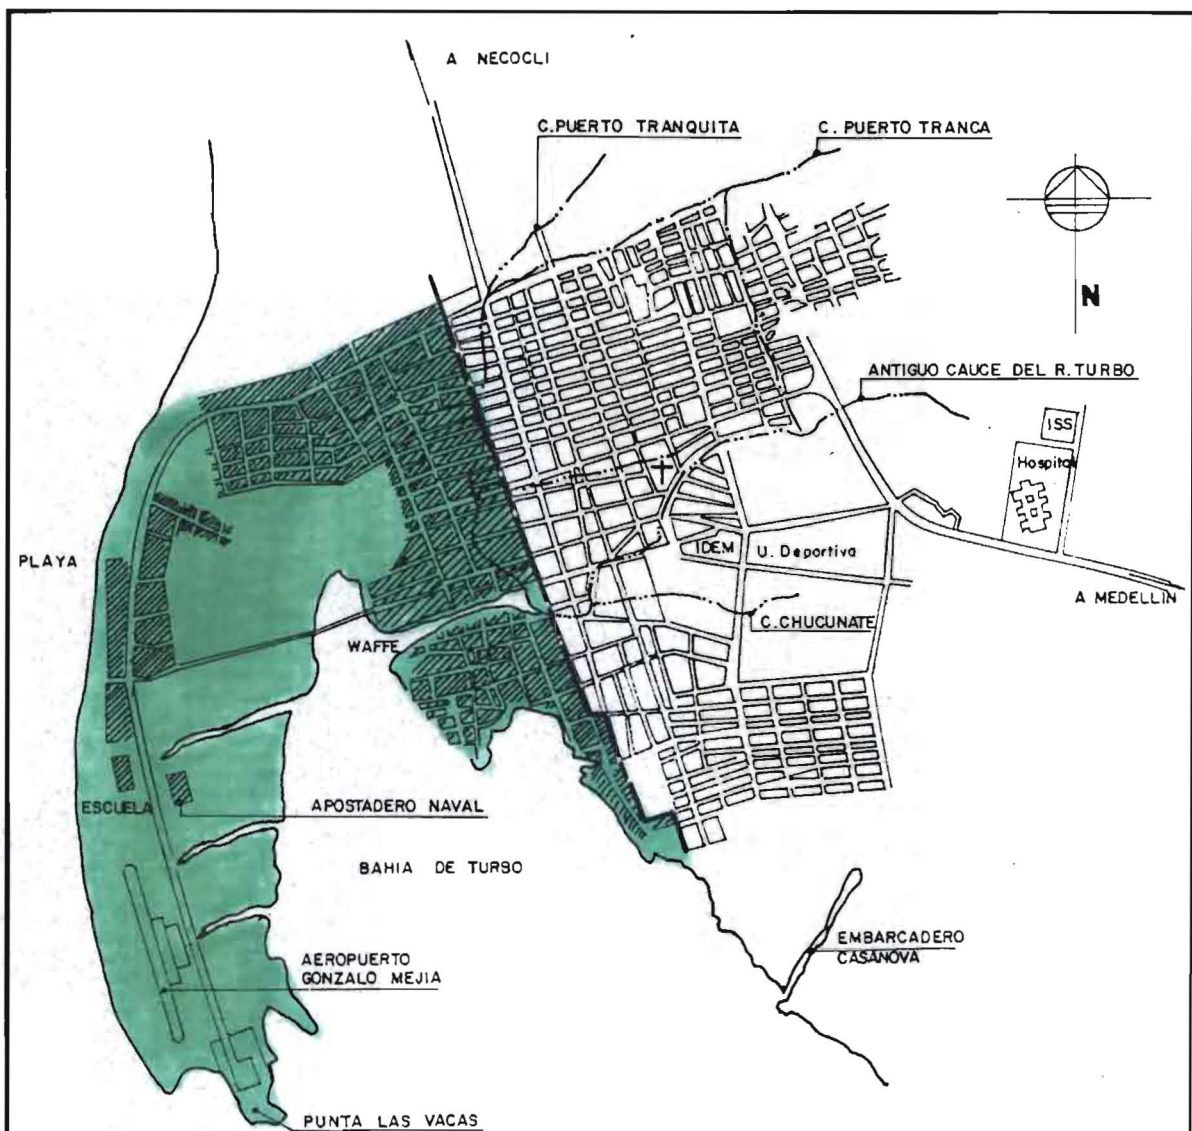 A NECOCLI
C. PUERTO TRANQUITA
C. PUERTO TRANCA
N
ANTIGUO CAUCE DEL R. TURBO
ISS
Hospital
PLAYA
IDEM
U. Deportiva
A MEDELLIN
C. CHUCUNATE
WAFFE
ESCUELA
APOSTADERO NAVAL
BAHIA DE TURBO
EMBARCADERO
CASANOVA
AEROPUERTO
GONZALO MEJIA
PUNTA LAS VACAS